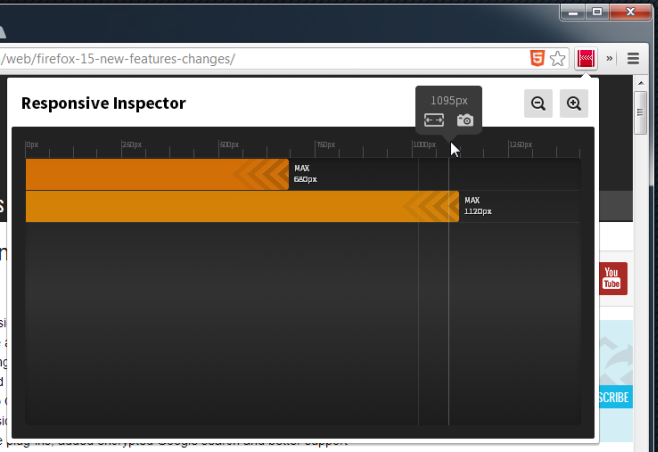 /web/firefox-15-new-features-changes/
Responsive Inspector
1095px
0px
250px
500px
750px
1000px
1250px
MAX
680px
MAX
1120px
You
Tube
SCRIBE
plug-ins, added encrypted Google search and better support